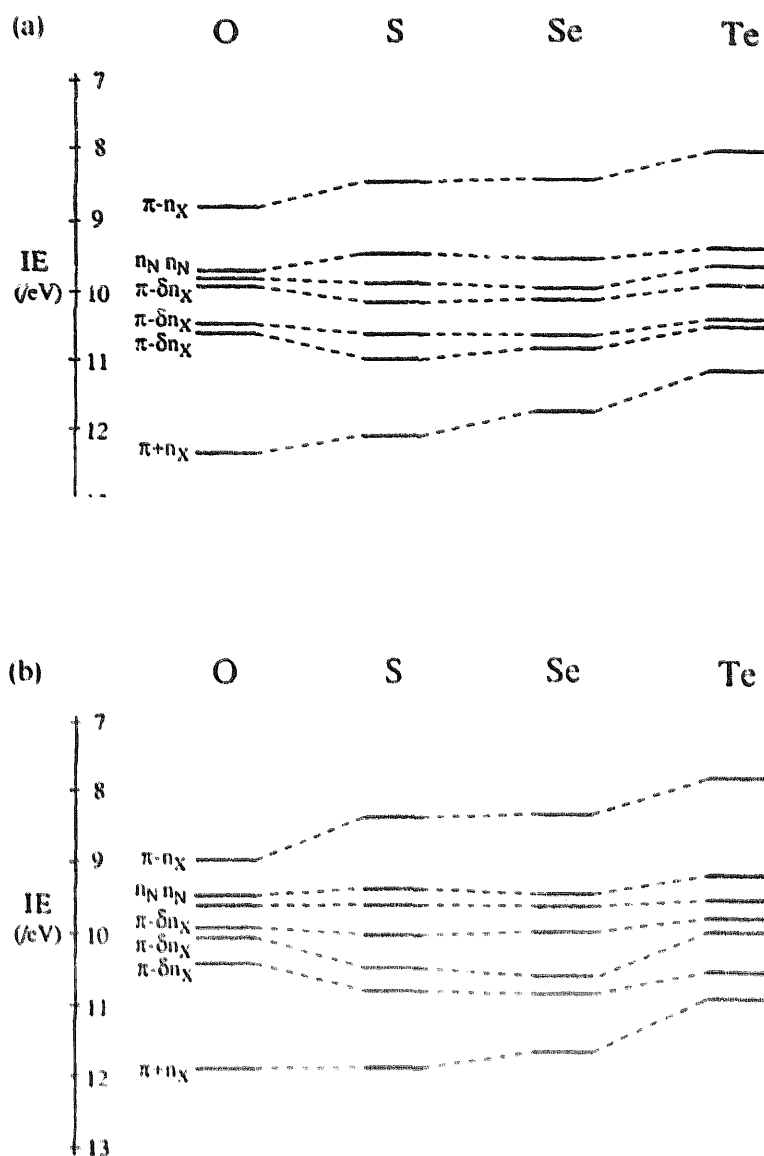 (a) O S Se Te
7
8
π-nX
9
nN nN
IE
(/eV)
10
π-δnX
π-δnX
π-δnX
11
12
π+nX
(b) O S Se Te
7
8
9
π-nX
nN nN
IE
(/eV)
π-δnX
10
π-δnX
π-δnX
11
12
π+nX
13